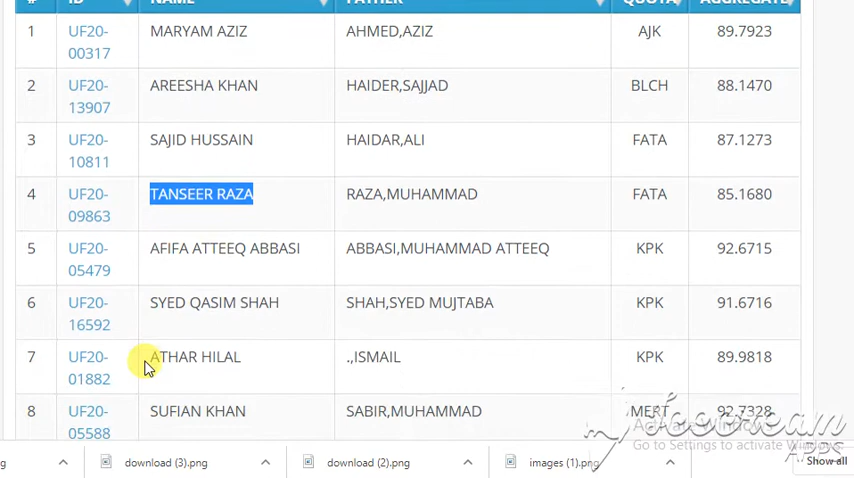 # ID NAME FATHER QUOTA AGGREGATE
1 UF20-00317 MARYAM AZIZ AHMED,AZIZ AJK 89.7923
2 UF20-13907 AREESHA KHAN HAIDER,SAJJAD BLCH 88.1470
3 UF20-10811 SAJID HUSSAIN HAIDAR,ALI FATA 87.1273
4 UF20-09863 TANSEER RAZA RAZA,MUHAMMAD FATA 85.1680
5 UF20-05479 AFIFA ATTEEQ ABBASI ABBASI,MUHAMMAD ATTEEQ KPK 92.6715
6 UF20-16592 SYED QASIM SHAH SHAH,SYED MUJTABA KPK 91.6716
7 UF20-01882 ATHAR HILAL .,ISMAIL KPK 89.9818
8 UF20-05588 SUFIAN KHAN SABIR,MUHAMMAD MERT 92.7328
Icecream
APPS
Activate Windows
Go to Settings to activate Windows.
g download (3).png download (2).png images (1).png Show all